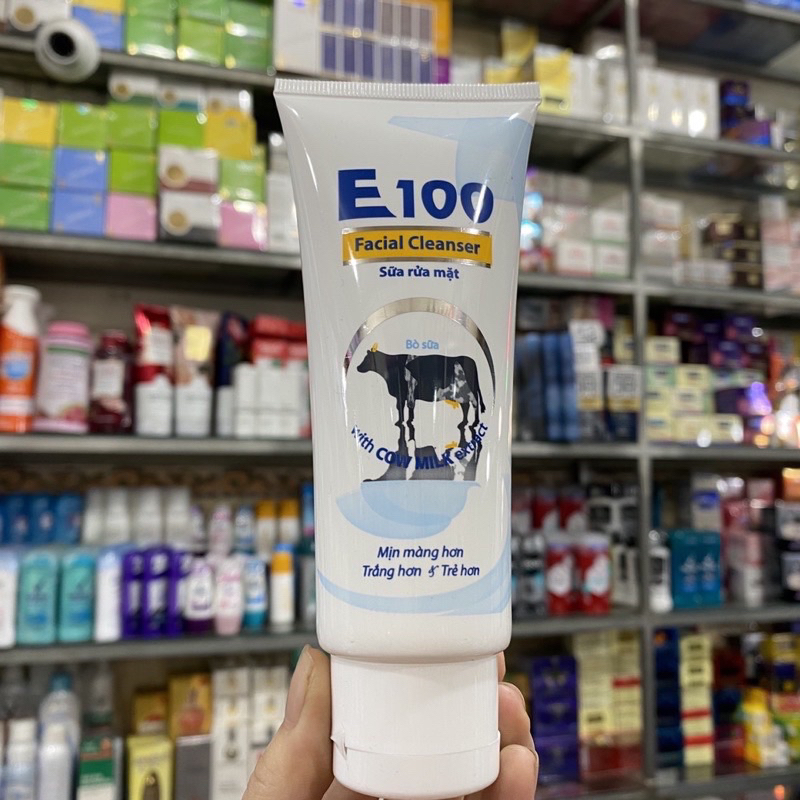 E100
Facial Cleanser
Sữa rửa mặt
Bò sữa
with COW MILK extract
Mịn màng hơn
Trắng hơn & Trẻ hơn